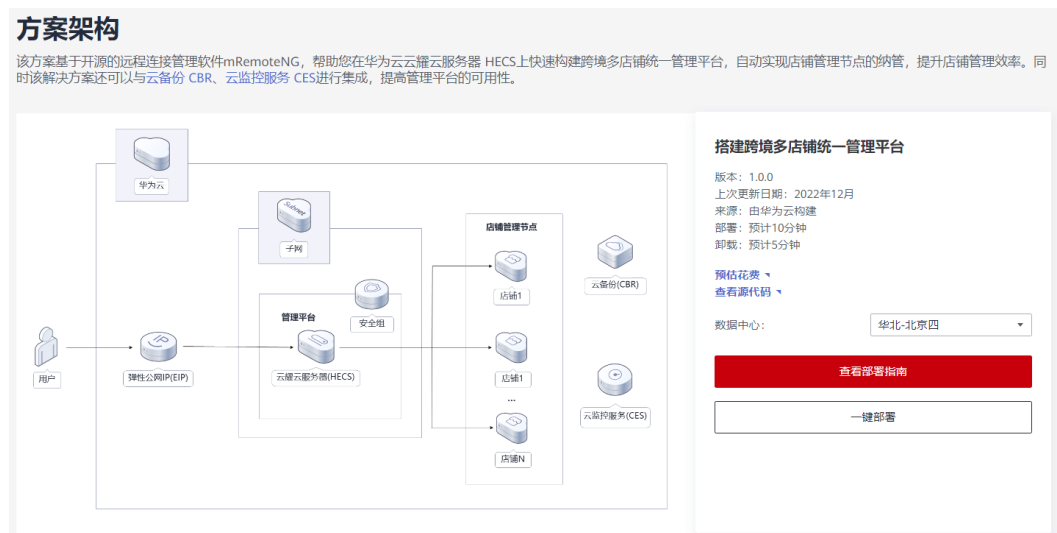 方案架构
该方案基于开源的远程连接管理软件mRemoteNG，帮助您在华为云云耀云服务器 HECS上快速构建跨境多店铺统一管理平台，自动实现店铺管理节点的纳管，提升店铺管理效率。同
时该解决方案还可以与云备份 CBR、云监控服务 CES进行集成，提高管理平台的可用性。
华为云
Subnet
子网
店铺管理节点
店铺1
云备份(CBR)
管理平台
安全组
用户
IP
弹性公网IP(EIP)
云耀云服务器(HECS)
店铺1
...
云监控服务(CES)
店铺N
搭建跨境多店铺统一管理平台
版本：1.0.0
上次更新日期：2022年12月
来源：由华为云构建
部署：预计10分钟
卸载：预计5分钟
预估花费
查看源代码
数据中心：
华北-北京四
查看部署指南
一键部署